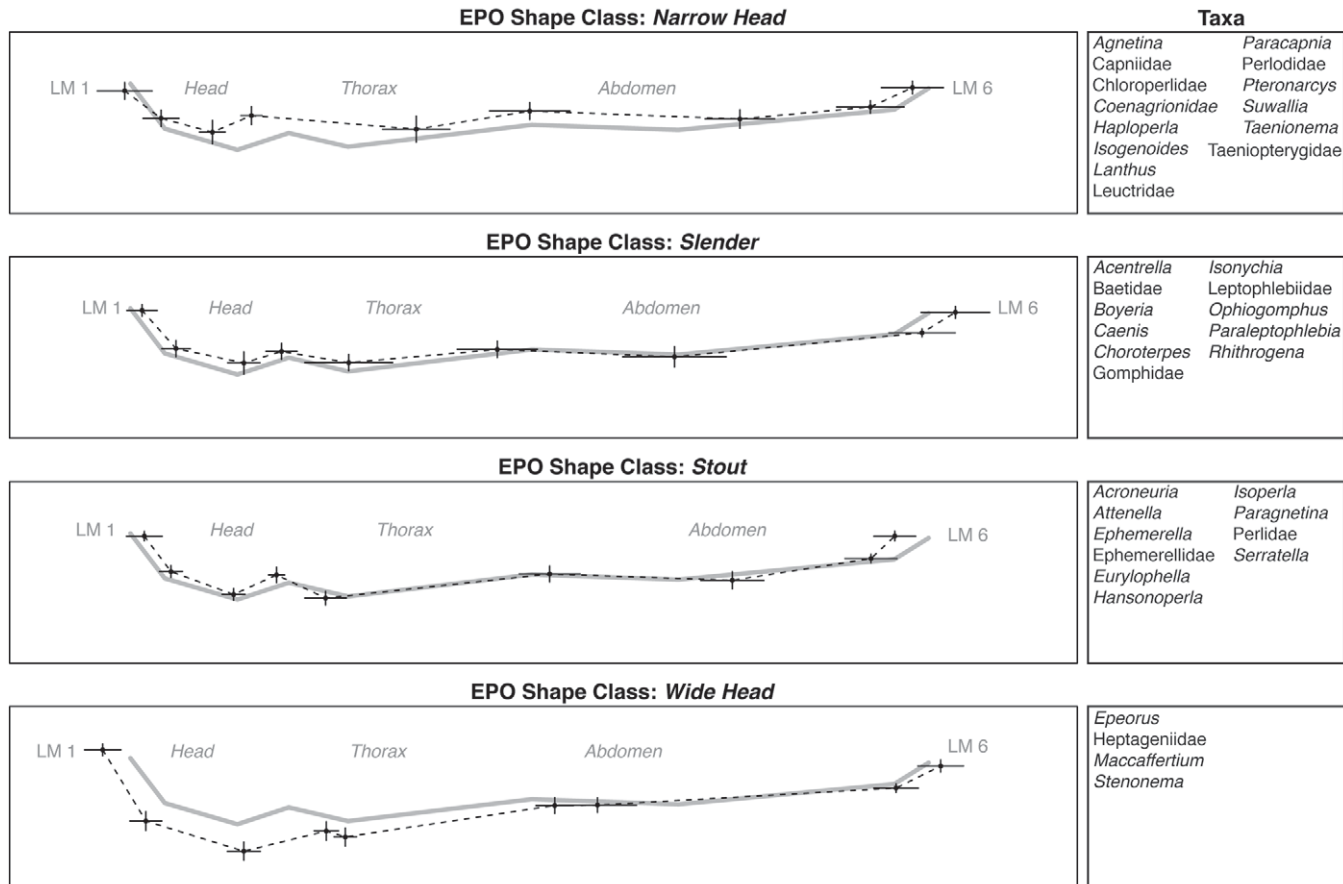 EPO Shape Class: Narrow Head
Taxa
LM 1
Head
Thorax
Abdomen
LM 6
Agnetina Paracapnia
Capniidae Perlodidae
Chloroperlidae Pteronarcys
Coenagrionidae Suwallia
Haploperla Taenionema
Isogenoides Taeniopterygidae
Lanthus
Leuctridae
EPO Shape Class: Slender
LM 1
Head
Thorax
Abdomen
LM 6
Acentrella Isonychia
Baetidae Leptophlebiidae
Boyeria Ophiogomphus
Caenis Paraleptophlebia
Choroterpes Rhithrogena
Gomphidae
EPO Shape Class: Stout
LM 1
Head
Thorax
Abdomen
LM 6
Acroneuria Isoperla
Attenella Paragnetina
Ephemerella Perlidae
Ephemerellidae Serratella
Eurylophella
Hansonoperla
EPO Shape Class: Wide Head
LM 1
Head
Thorax
Abdomen
LM 6
Epeorus
Heptageniidae
Maccaffertium
Stenonema